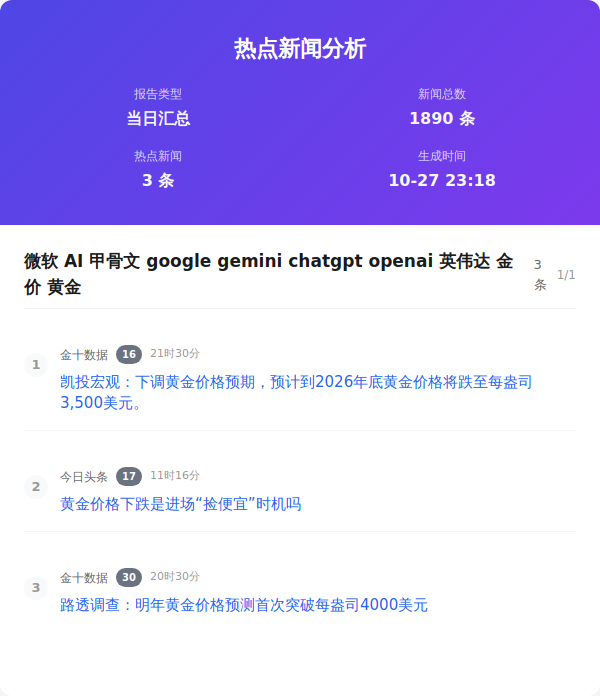 热点新闻分析
报告类型
当日汇总
新闻总数
1890 条
热点新闻
3 条
生成时间
10-27 23:18
微软 AI 甲骨文 google gemini chatgpt openai 英伟达 金
价 黄金
3
条
1/1
1
金十数据 16 21时30分
凯投宏观：下调黄金价格预期，预计到2026年底黄金价格将跌至每盎司
3,500美元。
2
今日头条 17 11时16分
黄金价格下跌是进场“捡便宜”时机吗
3
金十数据 30 20时30分
路透调查：明年黄金价格预测首次突破每盎司4000美元